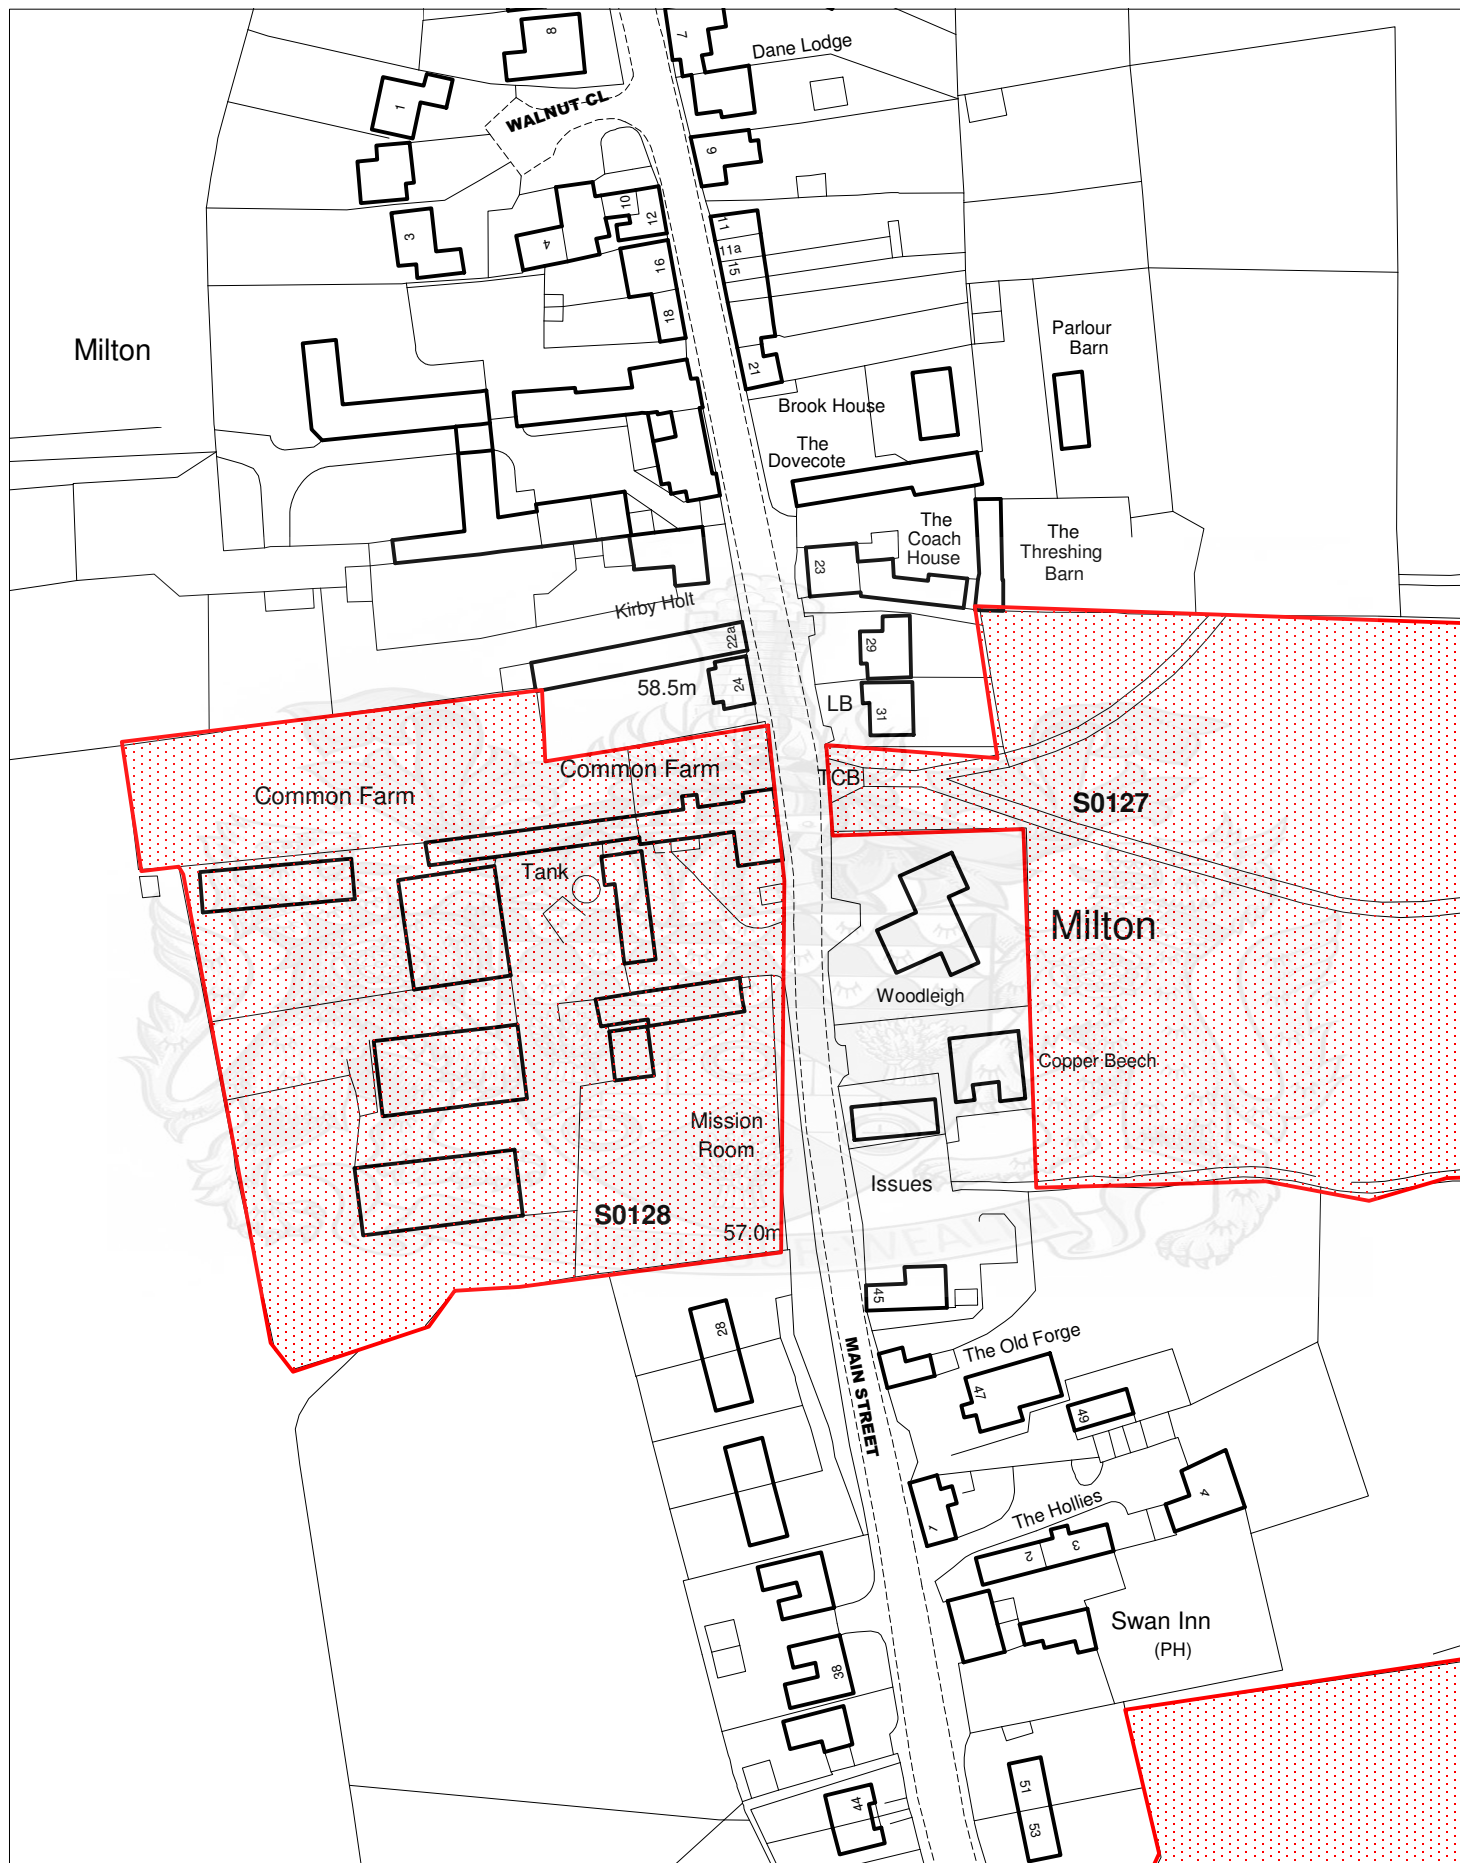 8
7
Dane Lodge
1
WALNUT CL
9
3
4
10
12
11
11a
15
16
18
21
Milton
Parlour
Barn
Brook House
The
Dovecote
The
Coach
House
The
Threshing
Barn
23
Kirby Holt
22a
29
24
58.5m
LB
31
Common Farm
Common Farm
TCB
S0127
Tank
Milton
Woodleigh
Copper Beech
Mission
Room
Issues
S0128
57.0m
45
28
MAIN STREET
The Old Forge
47
49
The Hollies
1
4
2
3
Swan Inn
(PH)
38
44
51
53